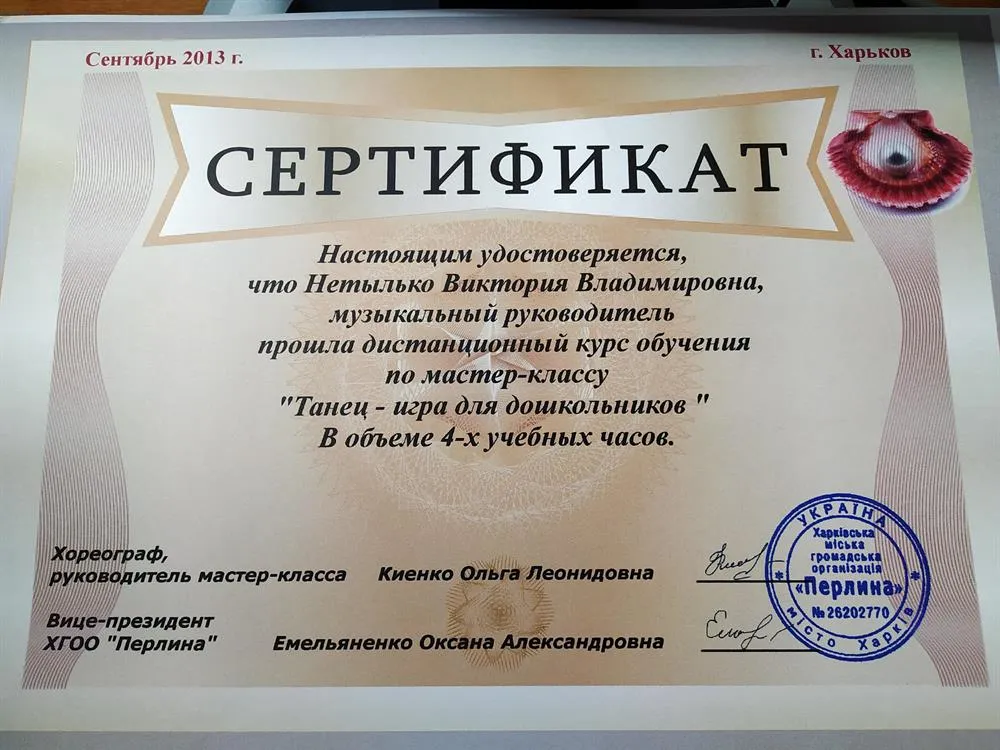 Сентябрь 2013 г.
г. Харьков
СЕРТИФИКАТ
Настоящим удостоверяется,
что Нетылько Виктория Владимировна,
музыкальный руководитель
прошла дистанционный курс обучения
по мастер-классу
"Танец - игра для дошкольников "
В объеме 4-х учебных часов.
Хореограф,
руководитель мастер-класса Киенко Ольга Леонидовна
Вице-президент
ХГОО "Перлина" Емельяненко Оксана Александровна
УКРАЇНА
Харківська
міська
громадська
організація
«Перлина»
№26202770
місто Харків